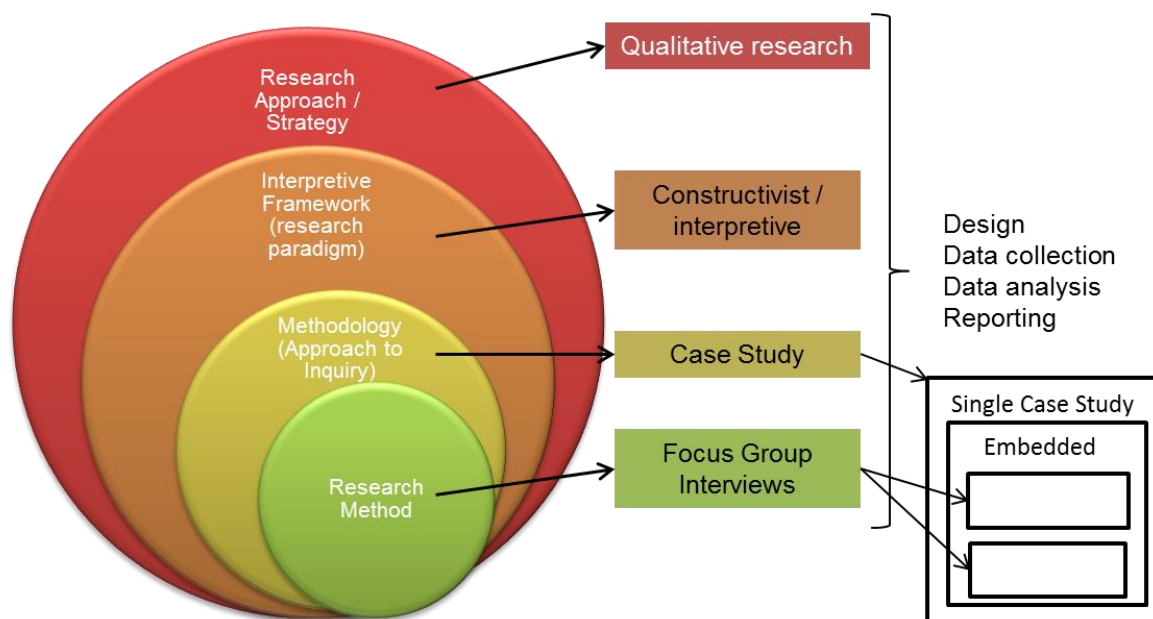 Research
Approach /
Strategy
Interpretive
Framework
(research
paradigm)
Methodology
(Approach to
Inquiry)
Research
Method
Qualitative research
Constructivist /
interpretive
Case Study
Focus Group
Interviews
Design
Data collection
Data analysis
Reporting
Single Case Study
Embedded